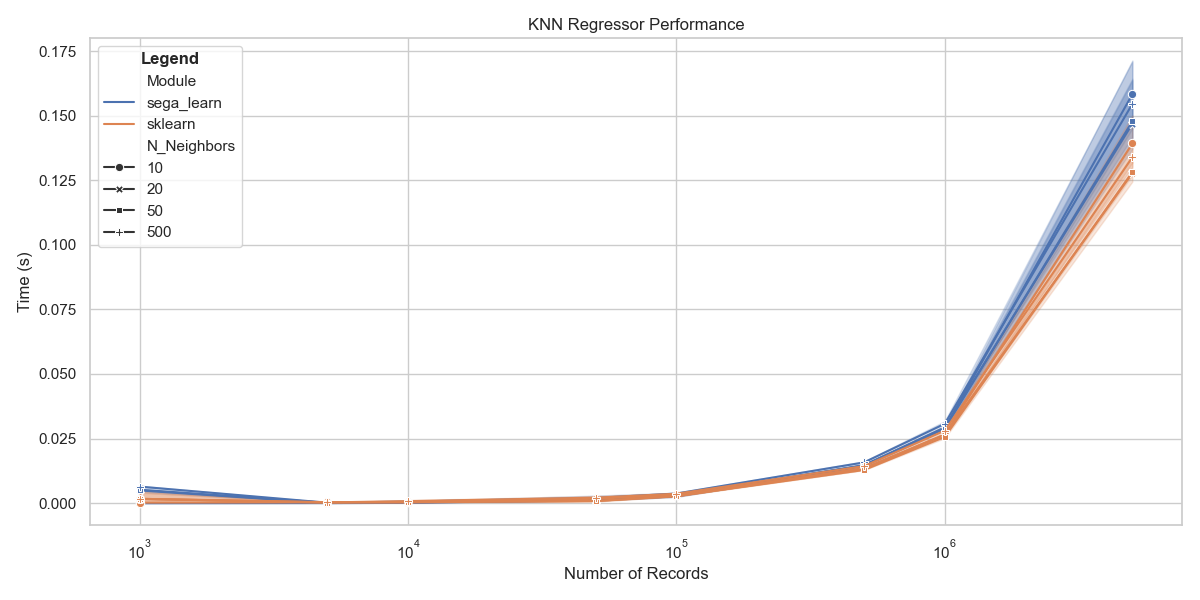 KNN Regressor Performance
Legend
Module
sega_learn
sklearn
N_Neighbors
10
20
50
500
0.175
0.150
0.125
0.100
0.075
0.050
0.025
0.000
Time (s)
10³
10⁴
10⁵
10⁶
Number of Records